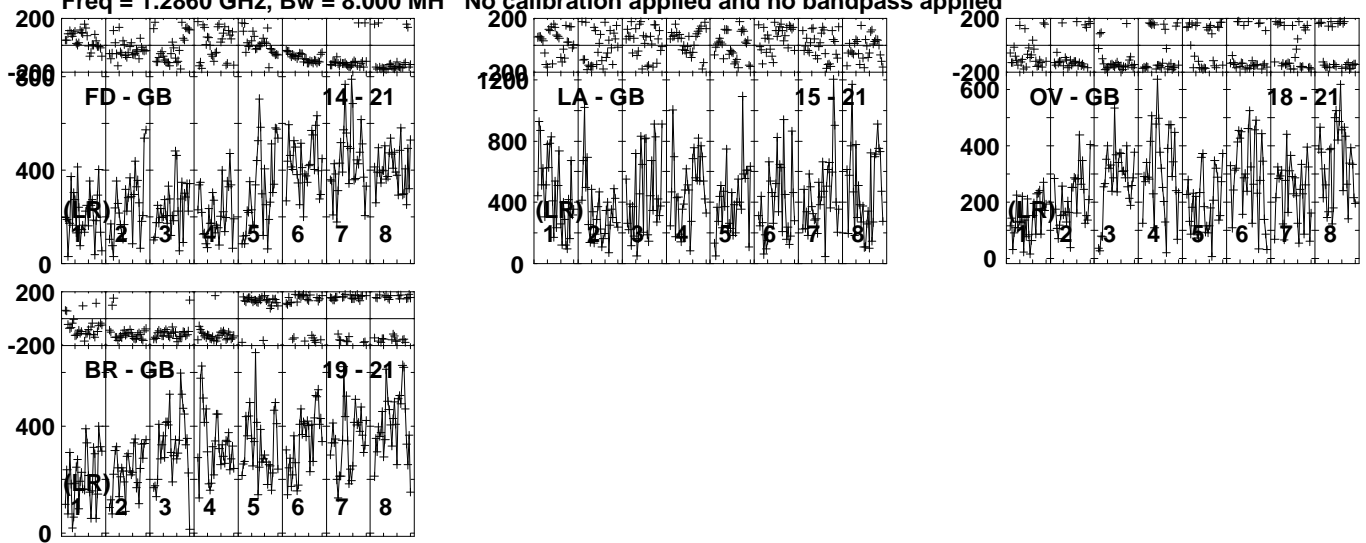 Freq = 1.2860 GHz, Bw = 8.000 MH No calibration applied and no bandpass applied
200
-200
800
400
0
FD - GB 14 - 21
(LR)
1 2 3 4 5 6 7 8
200
-200
1200
800
400
0
LA - GB 15 - 21
(LR)
1 2 3 4 5 6 7 8
200
-200
600
400
200
0
OV - GB 18 - 21
(LR)
1 2 3 4 5 6 7 8
200
-200
400
0
BR - GB 19 - 21
(LR)
1 2 3 4 5 6 7 8